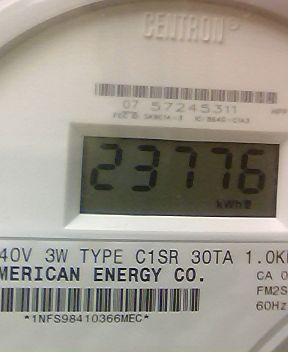 CENTRON
07 57245311
23776
kWh
40V 3W TYPE C1SR 30TA 1.0K
MERICAN ENERGY CO.
CA 0
FM2S
60Hz
*1NFS98410366MEC*